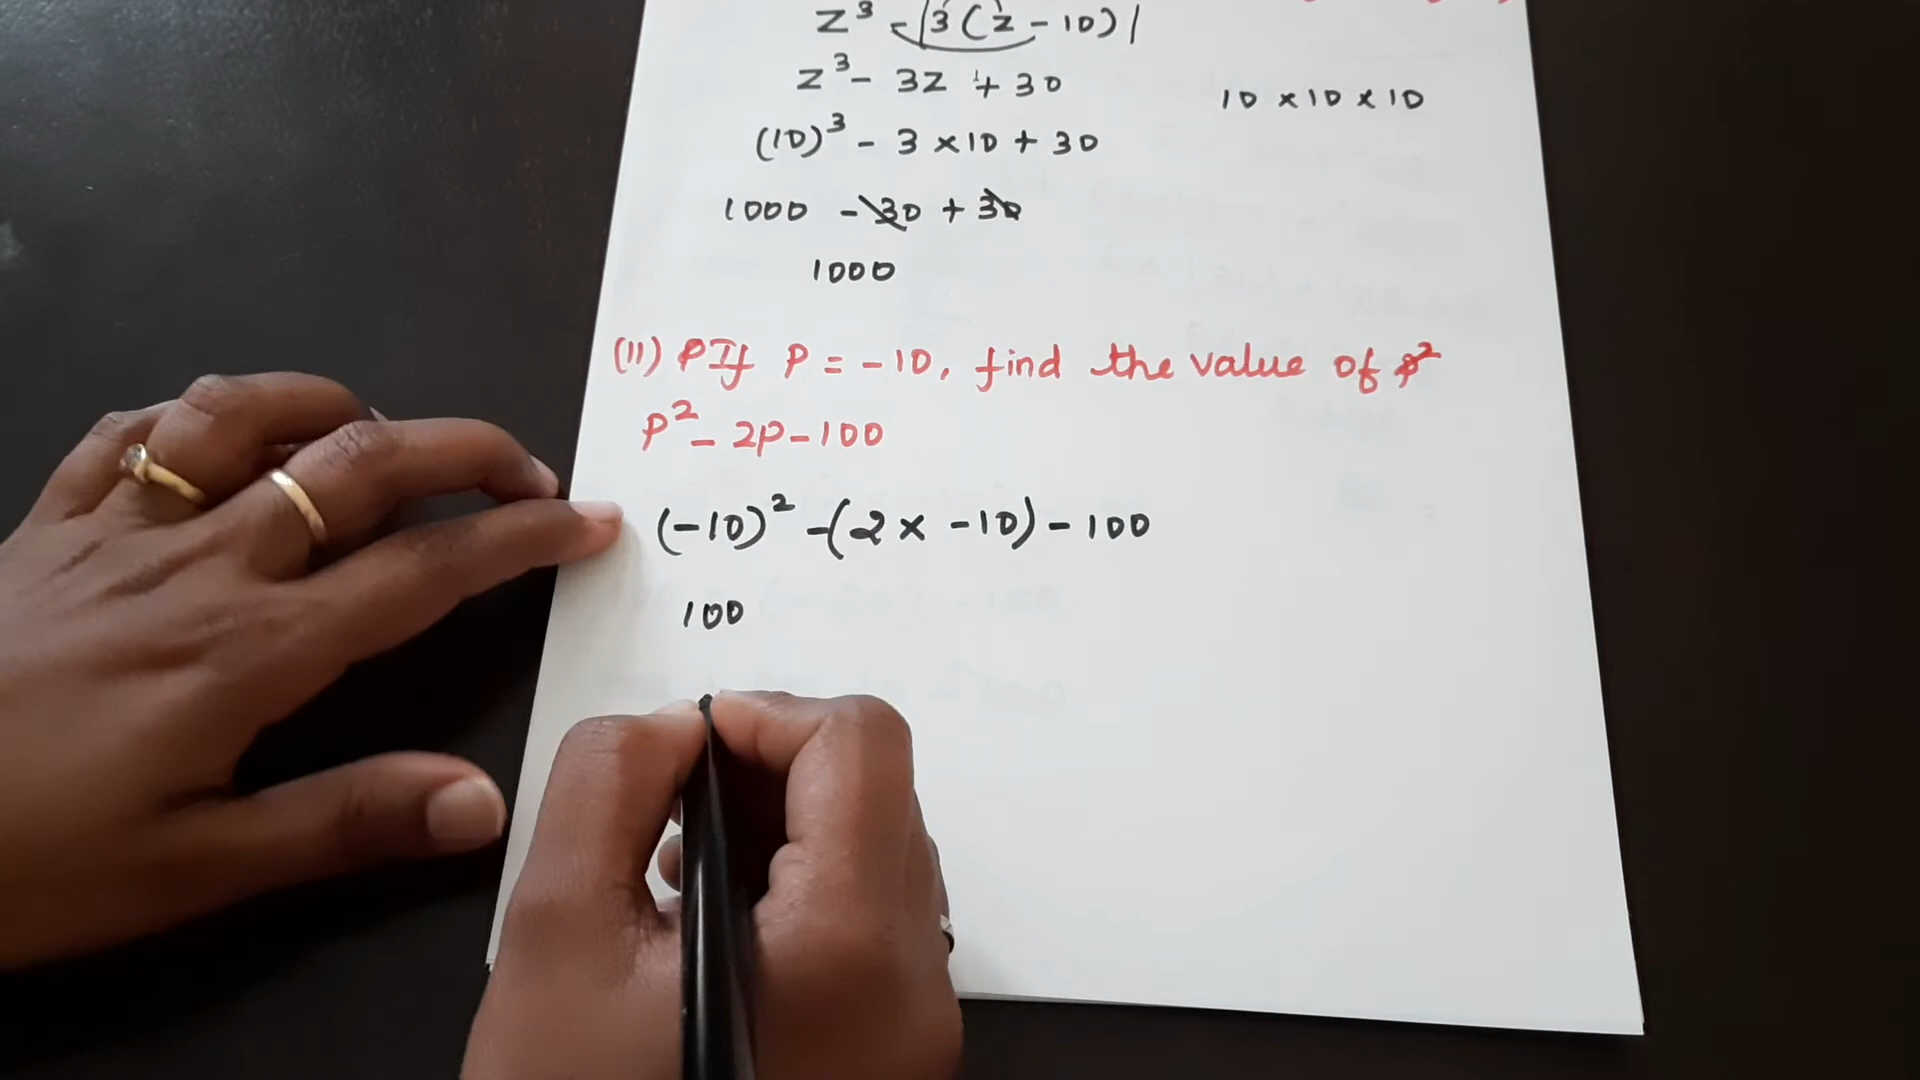 z³ - |3(z - 10)|
z³ - 3z + 30
10 × 10 × 10
(10)³ - 3 × 10 + 30
1000 - 30 + 30
1000
(11) If P = -10, find the value of
P² - 2P - 100
(-10)² - (2 × -10) - 100
100